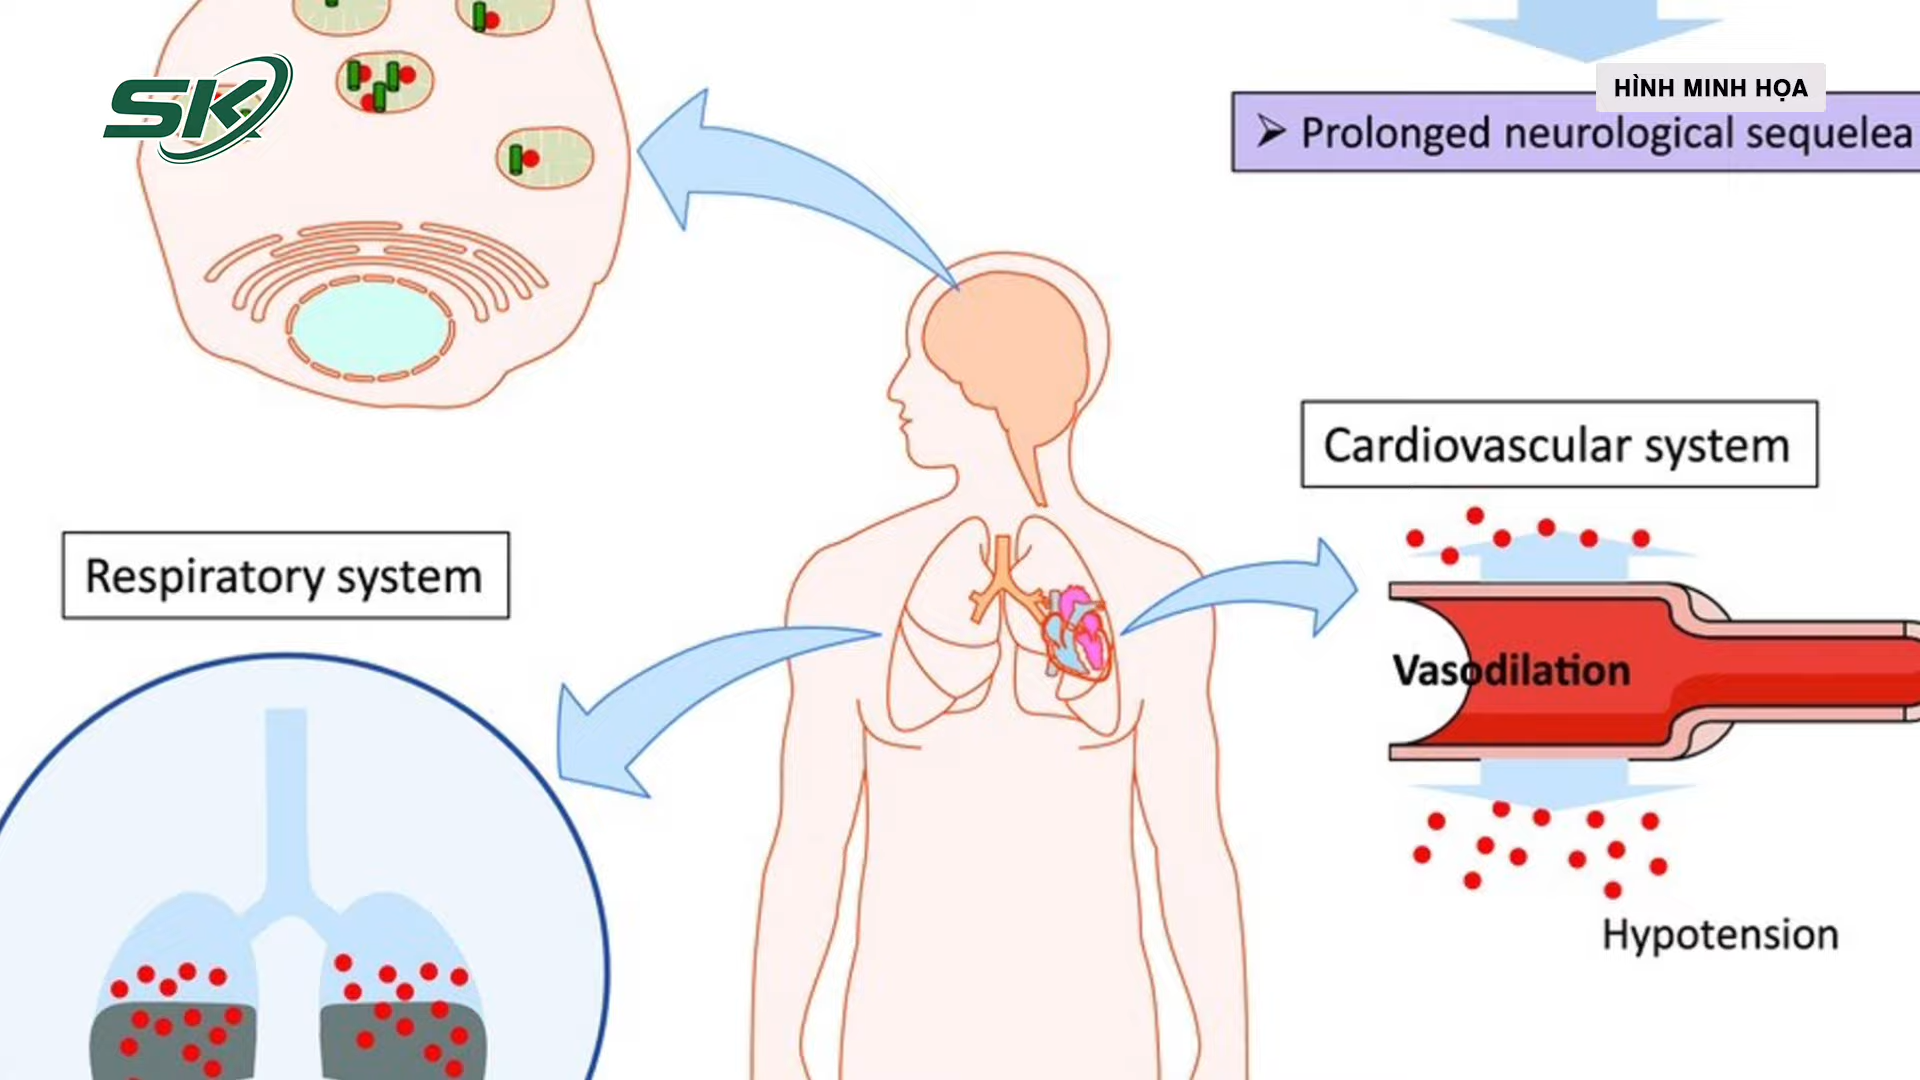 SK
HÌNH MINH HỌA
➢ Prolonged neurological sequelea
Cardiovascular system
Respiratory system
Vasodilation
Hypotension